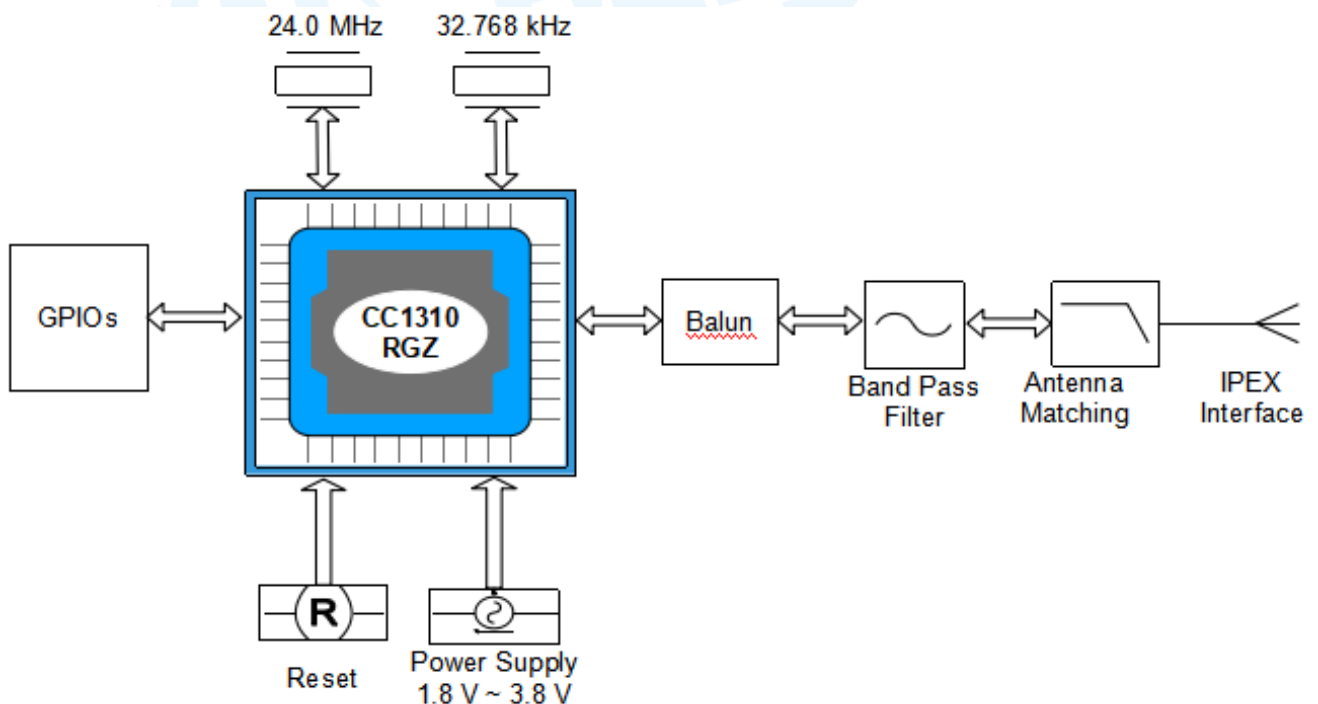 24.0 MHz
32.768 kHz
GPIOs
CC1310
RGZ
Balun
Band Pass
Filter
Antenna
Matching
IPEX
Interface
R
Reset
Power Supply
1.8 V ~ 3.8 V